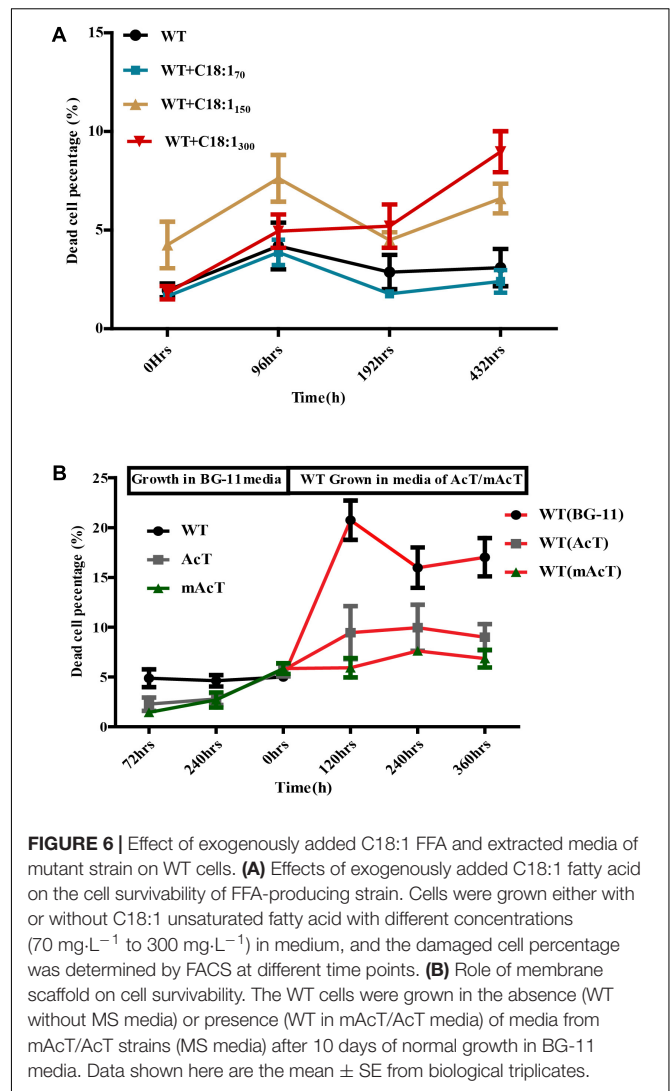 A
WT
WT+C18:1₇₀
WT+C18:1₁₅₀
WT+C18:1₃₀₀
Dead cell pecentage (%)
15
10
5
0
0Hrs
96hrs
192hrs
432hrs
Time(h)
B
Growth in BG-11media
WT Grown in media of AcT/mAcT
WT
AcT
mAcT
WT(BG-11)
WT(AcT)
WT(mAcT)
Dead cell pecentage (%)
25
20
15
10
5
0
72hrs
240hrs
0hrs
120hrs
240hrs
360hrs
Time(h)
FIGURE 6 | Effect of exogenously added C18:1 FFA and extracted media of
mutant strain on WT cells. (A) Effects of exogenously added C18:1 fatty acid
on the cell survivability of FFA-producing strain. Cells were grown either with
or without C18:1 unsaturated fatty acid with different concentrations
(70 mg·L⁻¹ to 300 mg·L⁻¹) in medium, and the damaged cell percentage
was determined by FACS at different time points. (B) Role of membrane
scaffold on cell survivability. The WT cells were grown in the absence (WT
without MS media) or presence (WT in mAcT/AcT media) of media from
mAcT/AcT strains (MS media) after 10 days of normal growth in BG-11
media. Data shown here are the mean ± SE from biological triplicates.